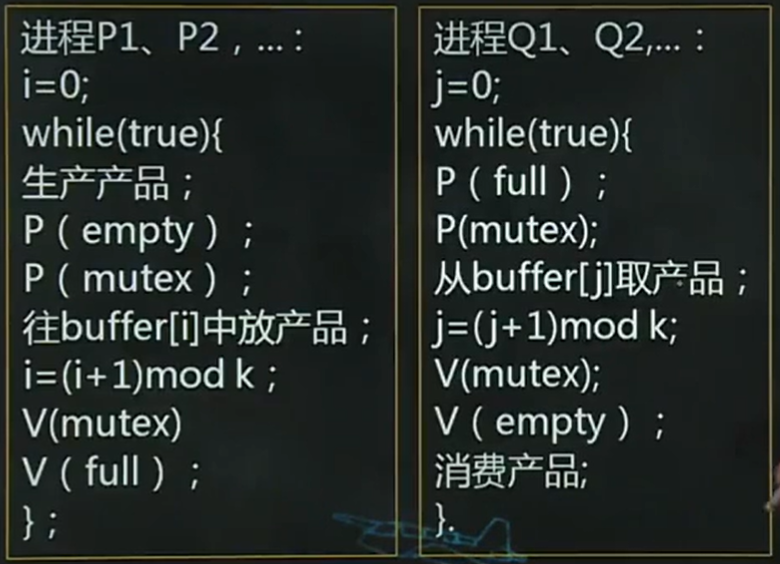 进程P1、P2，...：
i=0;
while(true){
生产产品；
P（empty）；
P（mutex）；
往buffer[i]中放产品；
i=(i+1)mod k；
V(mutex)
V（full）；
}；
进程Q1、Q2,...：
j=0;
while(true){
P（full）；
P(mutex);
从buffer[j]取产品；
j=(j+1)mod k;
V(mutex);
V（empty）；
消费产品;
}.